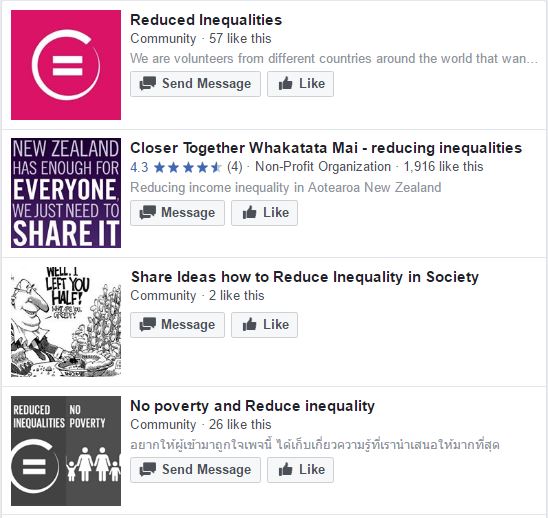 Reduced Inequalities
Community · 57 like this
We are volunteers from different countries around the world that wan...
Send Message Like
NEW ZEALAND
HAS ENOUGH FOR
EVERYONE,
WE JUST NEED TO
SHARE IT
Closer Together Whakatata Mai - reducing inequalities
4.3 ★★★★★ (4) · Non-Profit Organization · 1,916 like this
Reducing income inequality in Aotearoa New Zealand
Message Like
WELL, I
LEFT YOU
HALF!
Share Ideas how to Reduce Inequality in Society
Community · 2 like this
Message Like
REDUCED INEQUALITIES
NO POVERTY
No poverty and Reduce inequality
Community · 26 like this
อยากให้ผู้เข้ามาถูกใจเพจนี้ ได้เก็บเกี่ยวความรู้ที่เรานำเสนอให้มากที่สุด
Send Message Like